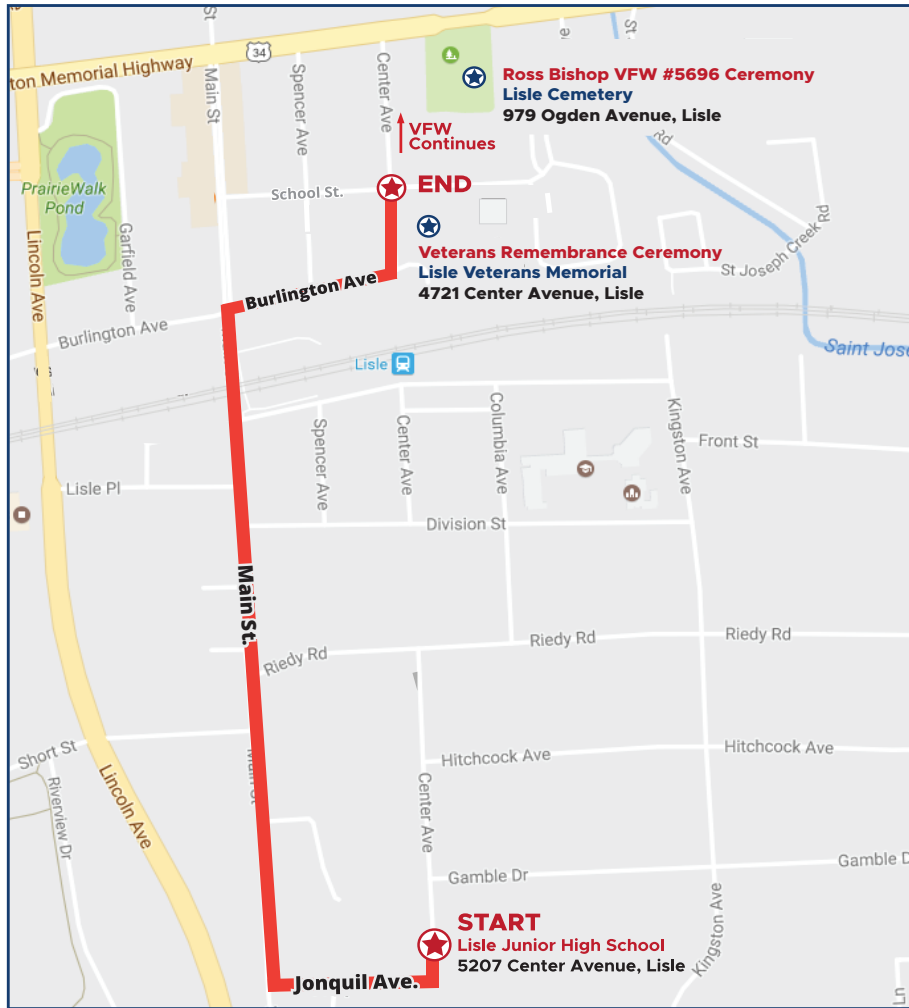 ton Memorial Highway
34
Main St
Spencer Ave
Center Ave
St.
Ross Bishop VFW #5696 Ceremony
Lisle Cemetery
979 Ogden Avenue, Lisle
VFW
Continues
Rd
PrairieWalk
Pond
Garfield Ave
Lincoln Ave
School St.
END
Veterans Remembrance Ceremony
Lisle Veterans Memorial
4721 Center Avenue, Lisle
St Joseph Creek Rd
Burlington Ave
Burlington Ave
Lisle
Saint Jose
Spencer Ave
Center Ave
Columbia Ave
Kingston Ave
Front St
Lisle Pl
Division St
Main St.
Riedy Rd
Riedy Rd
Short St
Hitchcock Ave
Hitchcock Ave
Main St
Riverview Dr
Lincoln Ave
Center Ave
Gamble Dr
Gamble D
Kingston Ave
START
Lisle Junior High School
5207 Center Avenue, Lisle
Jonquil Ave.
Ln